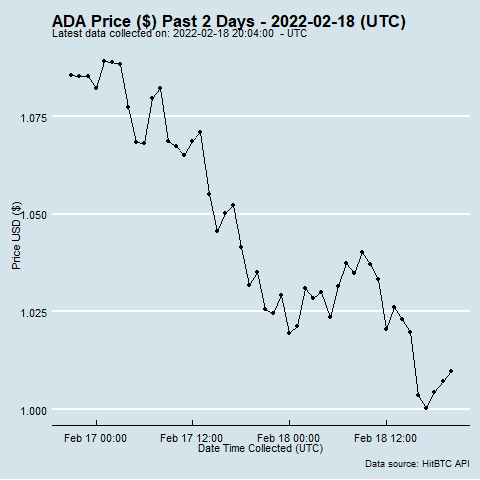 ADA Price ($) Past 2 Days - 2022-02-18 (UTC)
Latest data collected on: 2022-02-18 20:04:00  - UTC
Price USD ($)
1.075
1.050
1.025
1.000
Feb 17 00:00
Feb 17 12:00
Feb 18 00:00
Feb 18 12:00
Date Time Collected (UTC)
Data source: HitBTC API